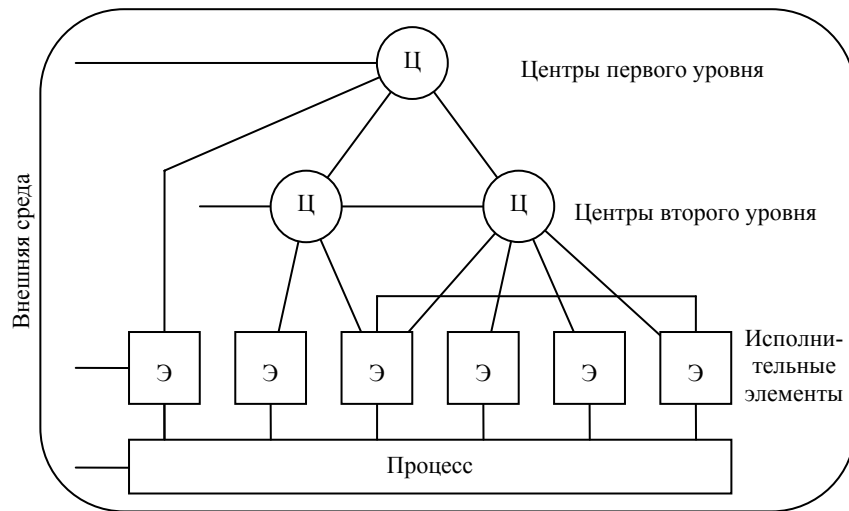 Ц
Центры первого уровня
Внешняя среда
Ц
Ц
Центры второго уровня
Э
Э
Э
Э
Э
Э
Исполни-
тельные
элементы
Процесс